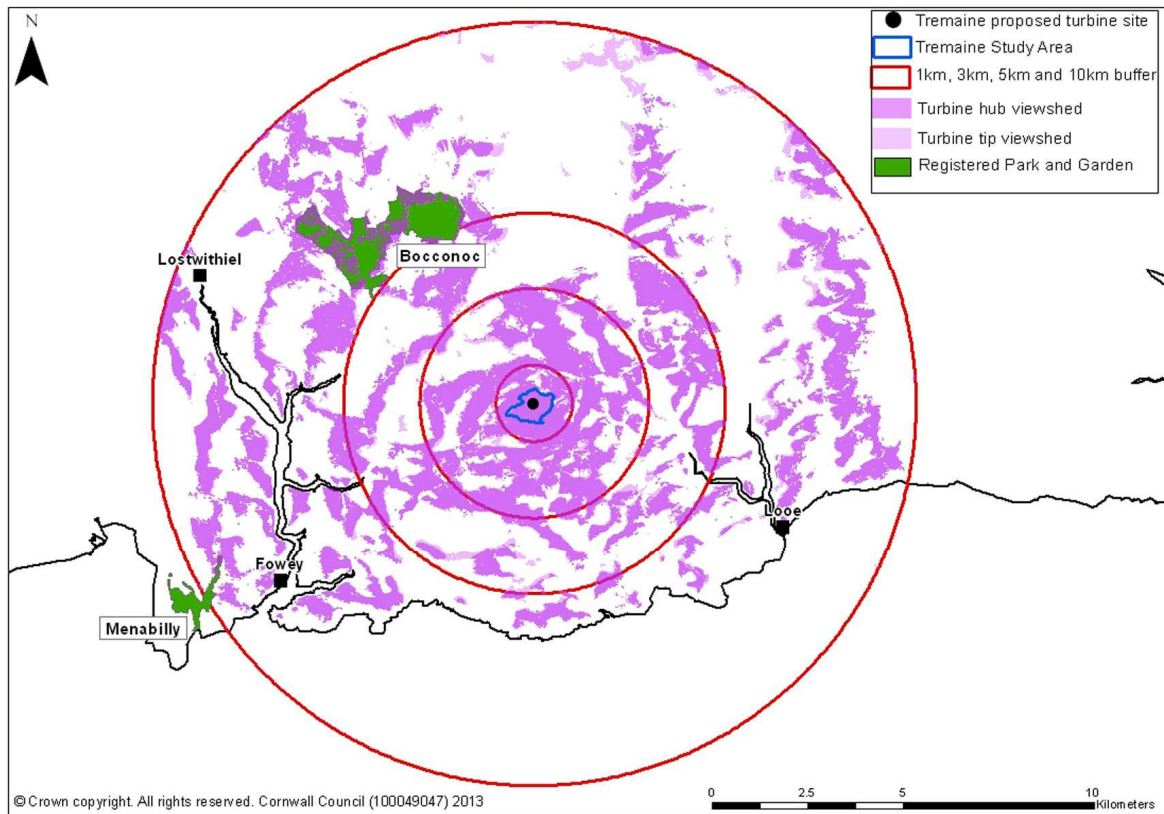 N
Tremaine proposed turbine site
Tremaine Study Area
1km, 3km, 5km and 10km buffer
Turbine hub viewshed
Turbine tip viewshed
Registered Park and Garden
Bocconoc
Lostwithiel
Looe
Fowey
Menabilly
© Crown copyright. All rights reserved. Cornwall Council (100049047) 2013
0 2.5 5 10
Kilometers